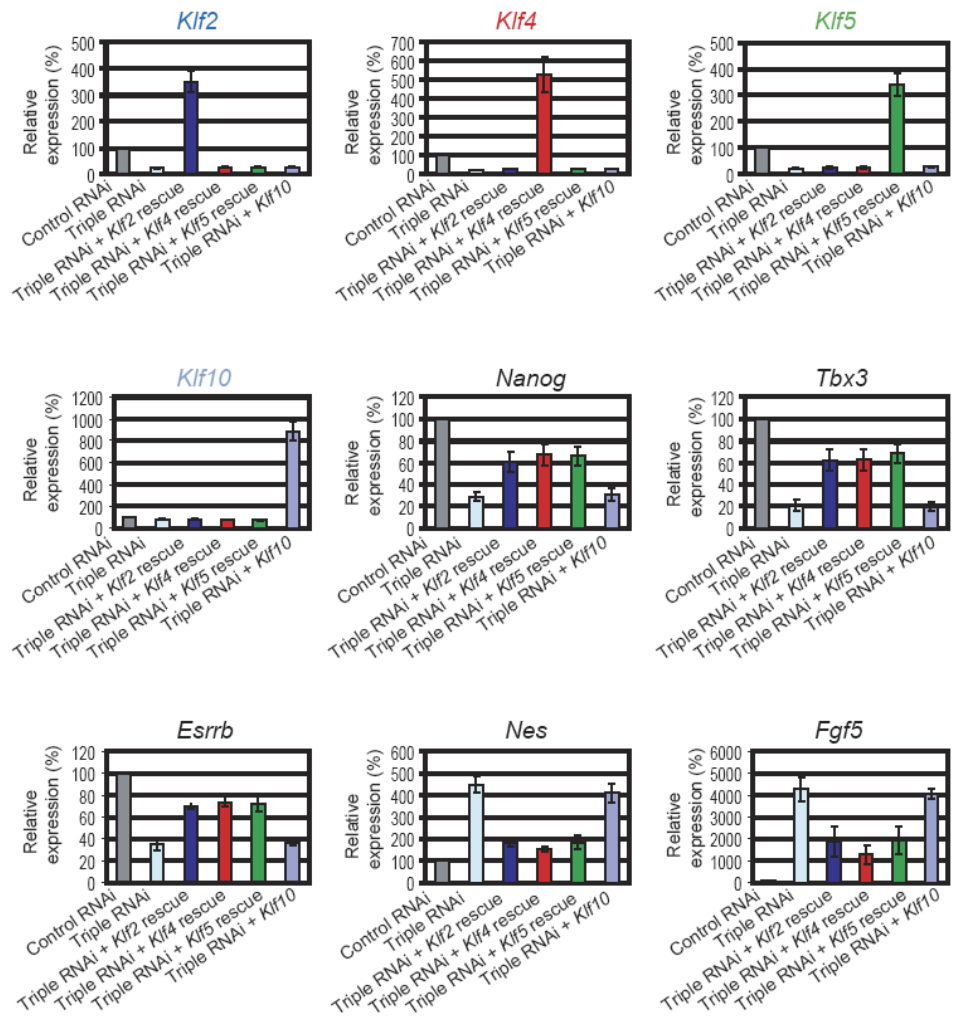 Klf2
Relative expression (%)
500
400
300
200
100
0
Control RNAi
Triple RNAi
Triple RNAi + Klf2 rescue
Triple RNAi + Klf4 rescue
Triple RNAi + Klf5 rescue
Triple RNAi + Klf10
Klf4
Relative expression (%)
700
600
500
400
300
200
100
0
Control RNAi
Triple RNAi
Triple RNAi + Klf2 rescue
Triple RNAi + Klf4 rescue
Triple RNAi + Klf5 rescue
Triple RNAi + Klf10
Klf5
Relative expression (%)
500
400
300
200
100
0
Control RNAi
Triple RNAi
Triple RNAi + Klf2 rescue
Triple RNAi + Klf4 rescue
Triple RNAi + Klf5 rescue
Triple RNAi + Klf10
Klf10
Relative expression (%)
1200
1000
800
600
400
200
0
Control RNAi
Triple RNAi
Triple RNAi + Klf2 rescue
Triple RNAi + Klf4 rescue
Triple RNAi + Klf5 rescue
Triple RNAi + Klf10
Nanog
Relative expression (%)
120
100
80
60
40
20
0
Control RNAi
Triple RNAi
Triple RNAi + Klf2 rescue
Triple RNAi + Klf4 rescue
Triple RNAi + Klf5 rescue
Triple RNAi + Klf10
Tbx3
Relative expression (%)
120
100
80
60
40
20
0
Control RNAi
Triple RNAi
Triple RNAi + Klf2 rescue
Triple RNAi + Klf4 rescue
Triple RNAi + Klf5 rescue
Triple RNAi + Klf10
Esrrb
Relative expression (%)
120
100
80
60
40
20
0
Control RNAi
Triple RNAi
Triple RNAi + Klf2 rescue
Triple RNAi + Klf4 rescue
Triple RNAi + Klf5 rescue
Triple RNAi + Klf10
Nes
Relative expression (%)
600
500
400
300
200
100
0
Control RNAi
Triple RNAi
Triple RNAi + Klf2 rescue
Triple RNAi + Klf4 rescue
Triple RNAi + Klf5 rescue
Triple RNAi + Klf10
Fgf5
Relative expression (%)
6000
5000
4000
3000
2000
1000
0
Control RNAi
Triple RNAi
Triple RNAi + Klf2 rescue
Triple RNAi + Klf4 rescue
Triple RNAi + Klf5 rescue
Triple RNAi + Klf10